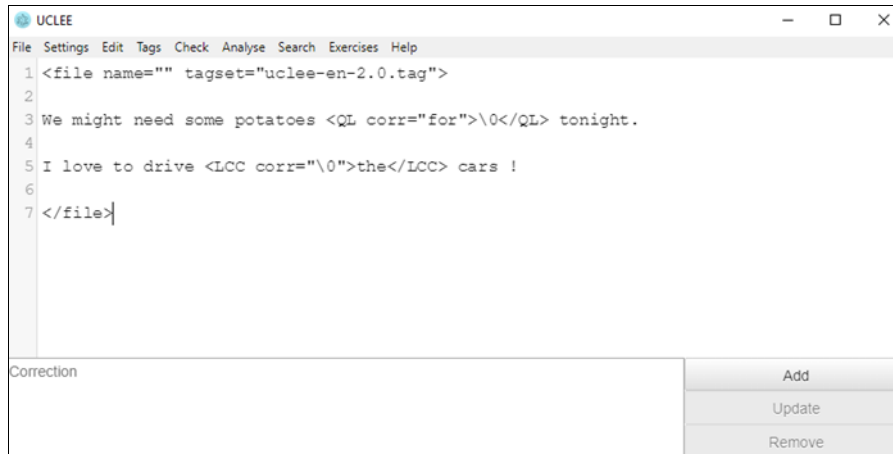 UCLEE
File Settings Edit Tags Check Analyse Search Exercises Help
1 <file name="" tagset="uclee-en-2.0.tag">
2
3 We might need some potatoes <QL corr="for">\0</QL> tonight.
4
5 I love to drive <LCC corr="\0">the</LCC> cars !
6
7 </file>
Correction
Add
Update
Remove